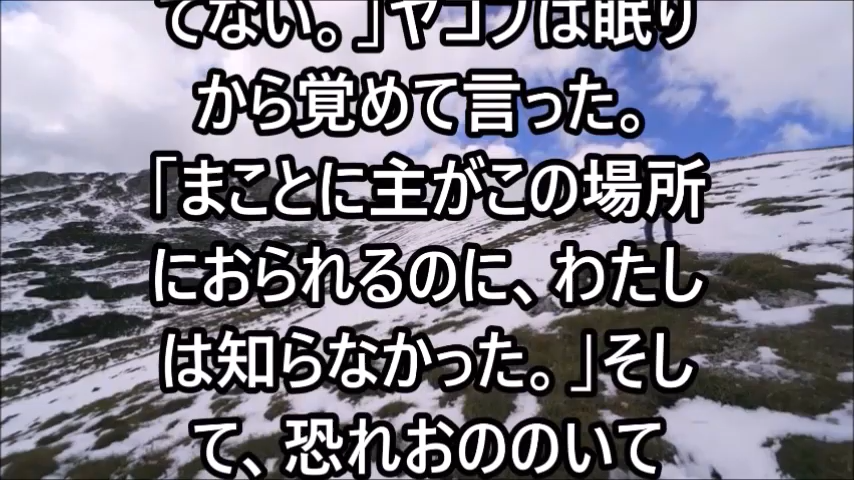 てない。」ヤコブは眠り
から覚めて言った。
「まことに主がこの場所
におられるのに、わたし
は知らなかった。」そし
て、恐れおののいて